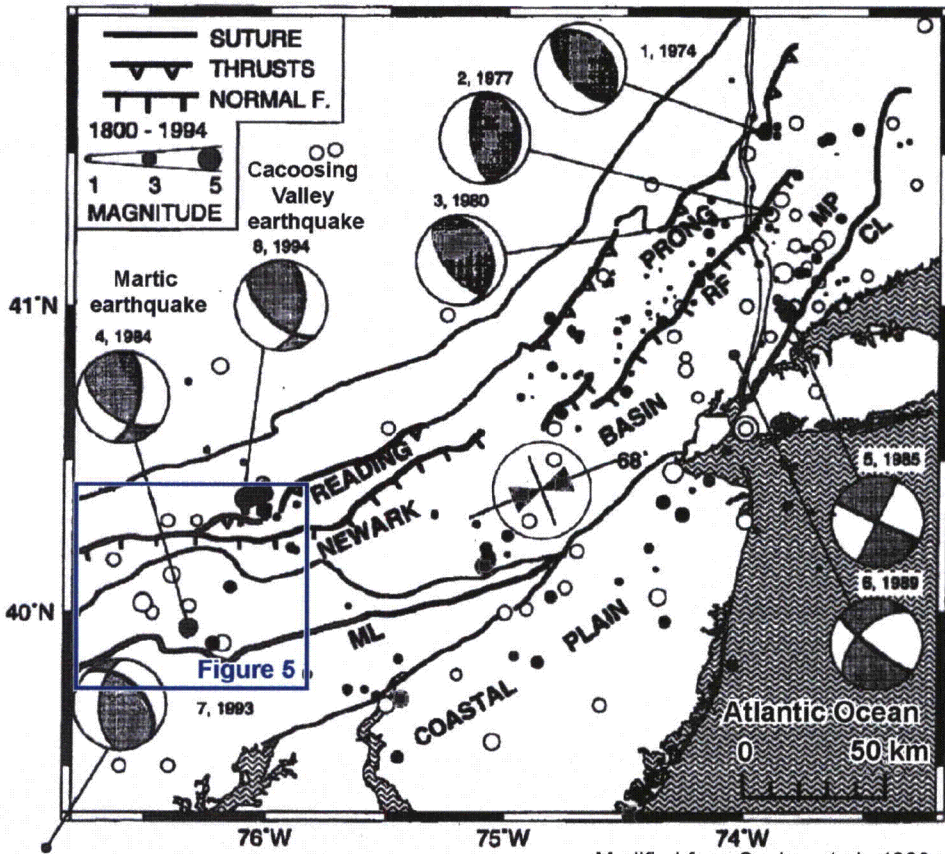 SUTURE
THRUSTS
NORMAL F.
1800 - 1994
1 3 5
MAGNITUDE
Cacoosing
Valley
earthquake
8, 1994
Martic
earthquake
4, 1984
1, 1974
2, 1977
3, 1980
41°N
40°N
PRONG
RF
MP
CL
BASIN
READING
NEWARK
68°
ML
COASTAL
PLAIN
5, 1985
6, 1989
Figure 5
7, 1993
Atlantic Ocean
0 50 km
76°W
75°W
74°W